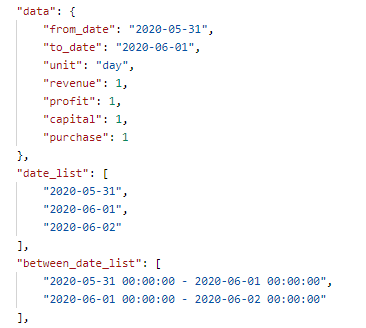 "data": {
"from_date": "2020-05-31",
"to_date": "2020-06-01",
"unit": "day",
"revenue": 1,
"profit": 1,
"capital": 1,
"purchase": 1
},
"date_list": [
"2020-05-31",
"2020-06-01",
"2020-06-02"
],
"between_date_list": [
"2020-05-31 00:00:00 - 2020-06-01 00:00:00",
"2020-06-01 00:00:00 - 2020-06-02 00:00:00"
],